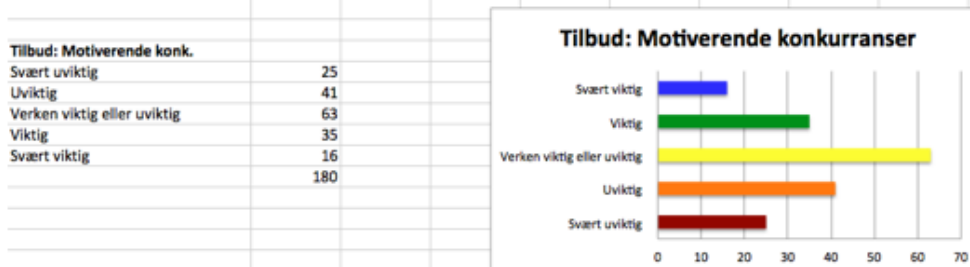 Tilbud: Motiverende konk.
Svært uviktig 25
Uviktig 41
Verken viktig eller uviktig 63
Viktig 35
Svært viktig 16
180
Tilbud: Motiverende konkurranser
Svært viktig
Viktig
Verken viktig eller uviktig
Uviktig
Svært uviktig
0 10 20 30 40 50 60 70